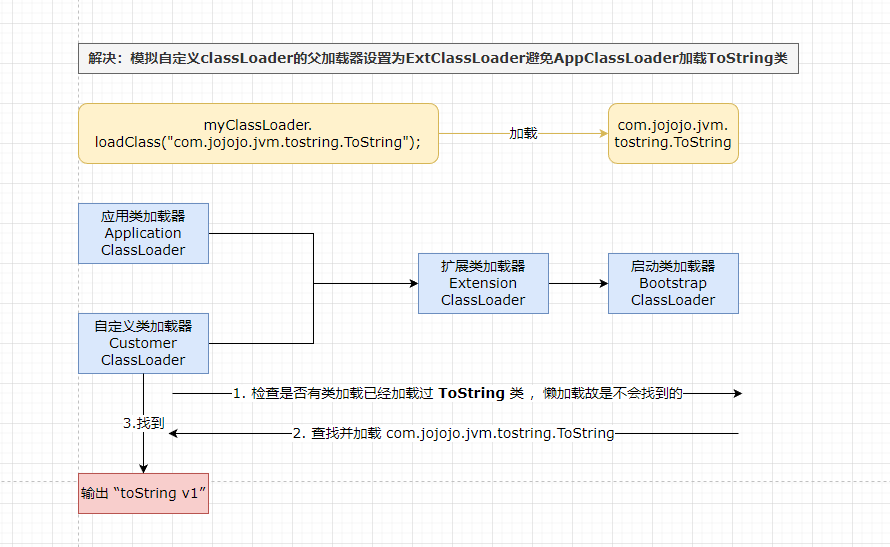 解决：模拟自定义classLoader的父加载器设置为ExtClassLoader避免AppClassLoader加载ToString类
myClassLoader.
loadClass("com.jojojo.jvm.tostring.ToString");
加载
com.jojojo.jvm.
tostring.ToString
应用类加载器
Application
ClassLoader
扩展类加载器
Extension
ClassLoader
启动类加载器
Bootstrap
ClassLoader
自定义类加载器
Customer
ClassLoader
1. 检查是否有类加载已经加载过 ToString 类 ，懒加载故是不会找到的
3.找到
2. 查找并加载 com.jojojo.jvm.tostring.ToString
输出 “toString v1”